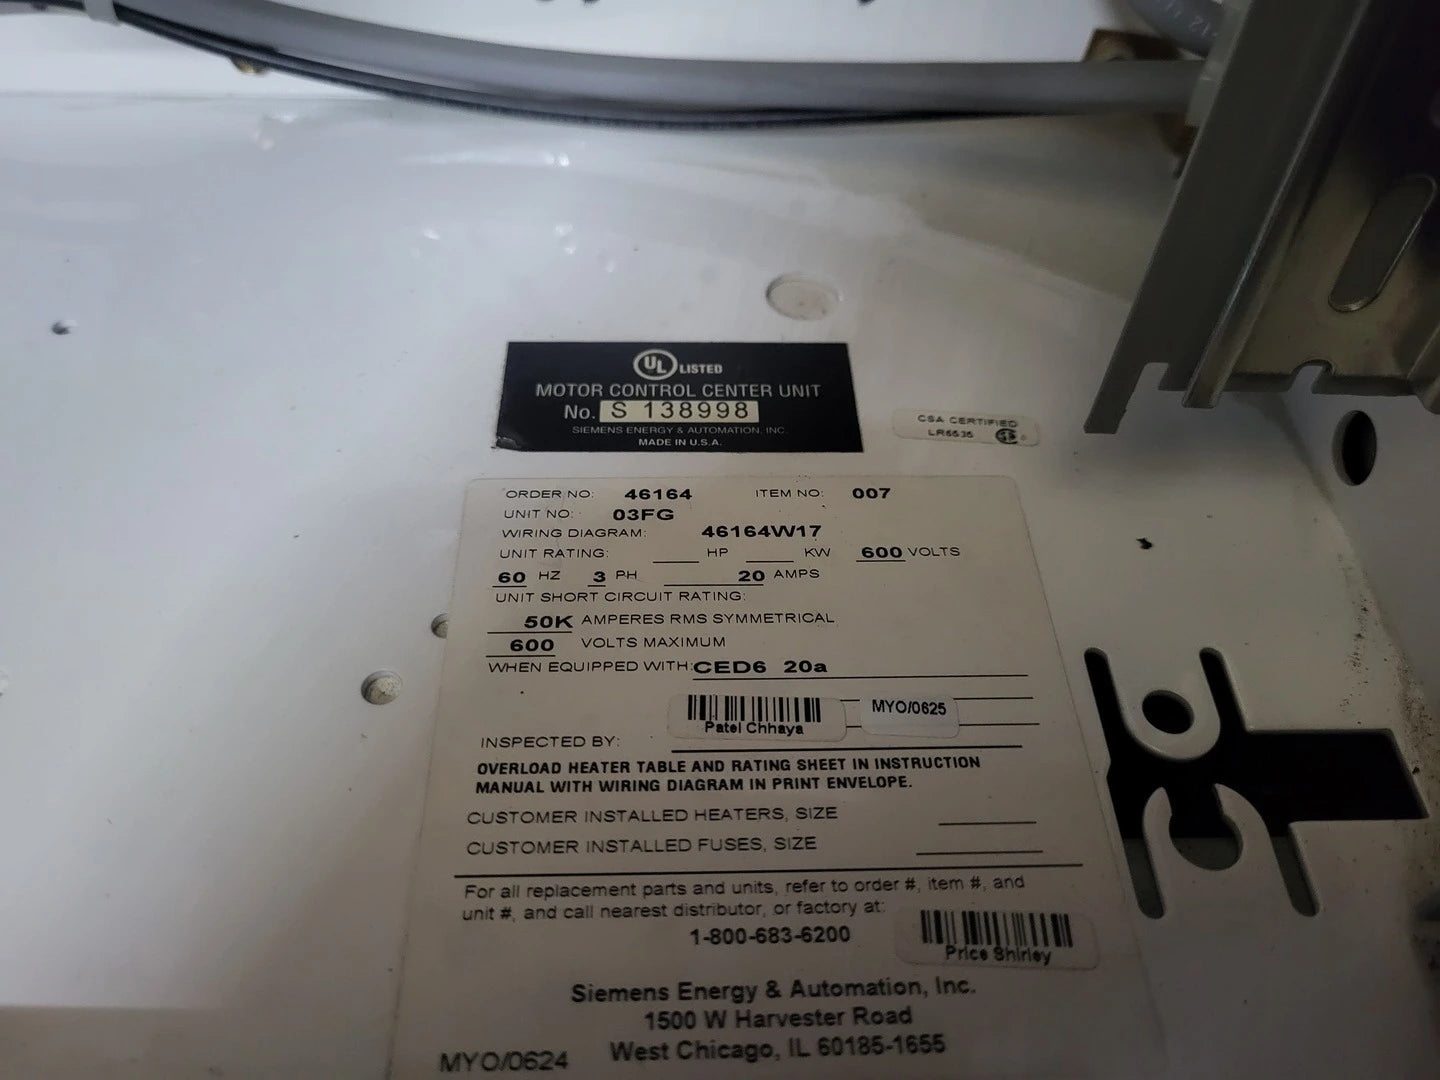 UL LISTED
MOTOR CONTROL CENTER UNIT
No. S 138998
SIEMENS ENERGY & AUTOMATION, INC.
MADE IN U.S.A.
CSA CERTIFIED
LR6535
ORDER NO: 46164 ITEM NO: 007
UNIT NO: 03FG
WIRING DIAGRAM: 46164W17
UNIT RATING: ____ HP ____ KW 600 VOLTS
60 HZ 3 PH 20 AMPS
UNIT SHORT CIRCUIT RATING:
50K AMPERES RMS SYMMETRICAL
600 VOLTS MAXIMUM
WHEN EQUIPPED WITH: CED6 20a
Patel Chhaya
MYO/0625
INSPECTED BY:
OVERLOAD HEATER TABLE AND RATING SHEET IN INSTRUCTION
MANUAL WITH WIRING DIAGRAM IN PRINT ENVELOPE.
CUSTOMER INSTALLED HEATERS, SIZE
CUSTOMER INSTALLED FUSES, SIZE
For all replacement parts and units, refer to order #, item #, and
unit #, and call nearest distributor, or factory at:
1-800-683-6200
Price Shirley
Siemens Energy & Automation, Inc.
1500 W Harvester Road
West Chicago, IL 60185-1655
MYO/0624